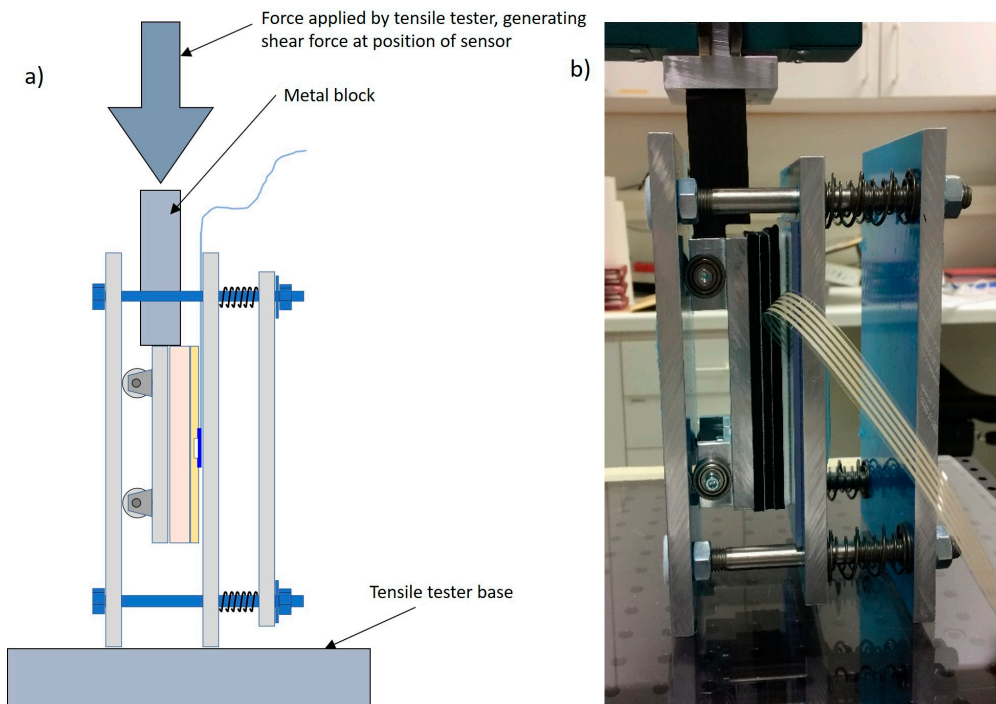 Force applied by tensile tester, generating
shear force at position of sensor
a)
b)
Metal block
Tensile tester base